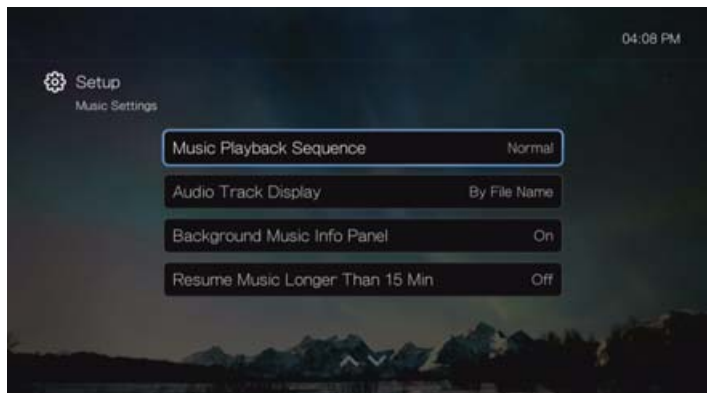 04:08 PM
Setup
Music Settings
Music Playback Sequence Normal
Audio Track Display By File Name
Background Music Info Panel On
Resume Music Longer Than 15 Min Off